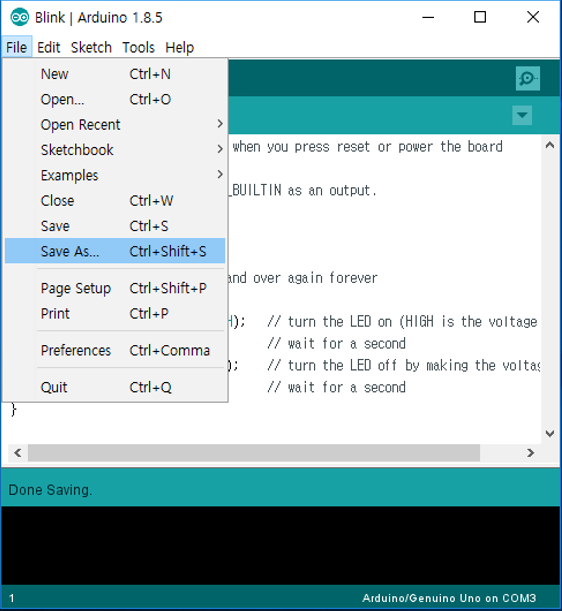 Blink | Arduino 1.8.5
File Edit Sketch Tools Help
New Ctrl+N
Open... Ctrl+O
Open Recent
Sketchbook
Examples
Close Ctrl+W
Save Ctrl+S
Save As... Ctrl+Shift+S
Page Setup Ctrl+Shift+P
Print Ctrl+P
Preferences Ctrl+Comma
Quit Ctrl+Q
when you press reset or power the board
_BUILTIN as an output.
and over again forever
H); // turn the LED on (HIGH is the voltage
// wait for a second
); // turn the LED off by making the voltag
// wait for a second
}
Done Saving.
1 Arduino/Genuino Uno on COM3